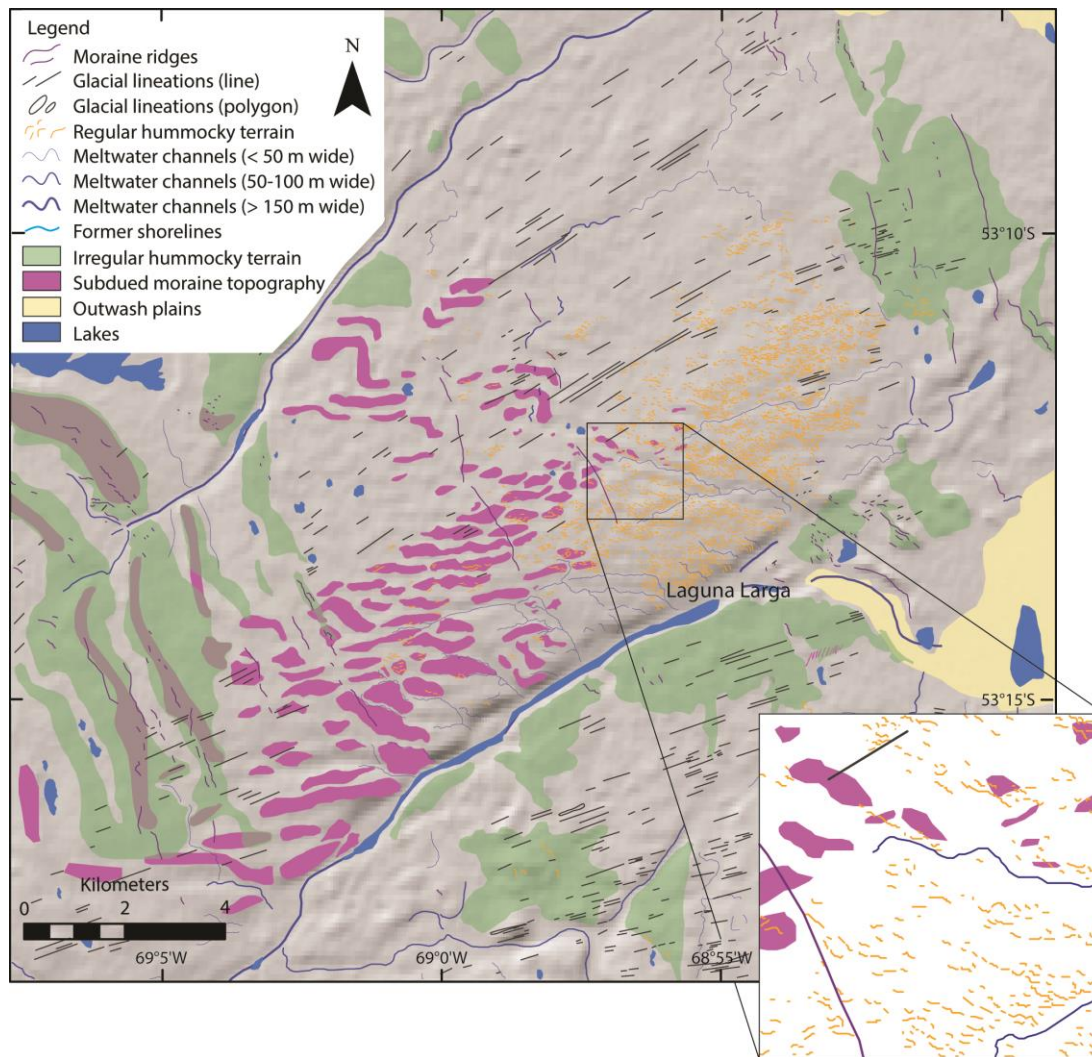 Legend
Moraine ridges
Glacial lineations (line)
Glacial lineations (polygon)
Regular hummocky terrain
Meltwater channels (< 50 m wide)
Meltwater channels (50-100 m wide)
Meltwater channels (> 150 m wide)
Former shorelines
Irregular hummocky terrain
Subdued moraine topography
Outwash plains
Lakes
N
53°10'S
Laguna Larga
53°15'S
Kilometers
0 2 4
69°5'W
69°0'W
68°55'W